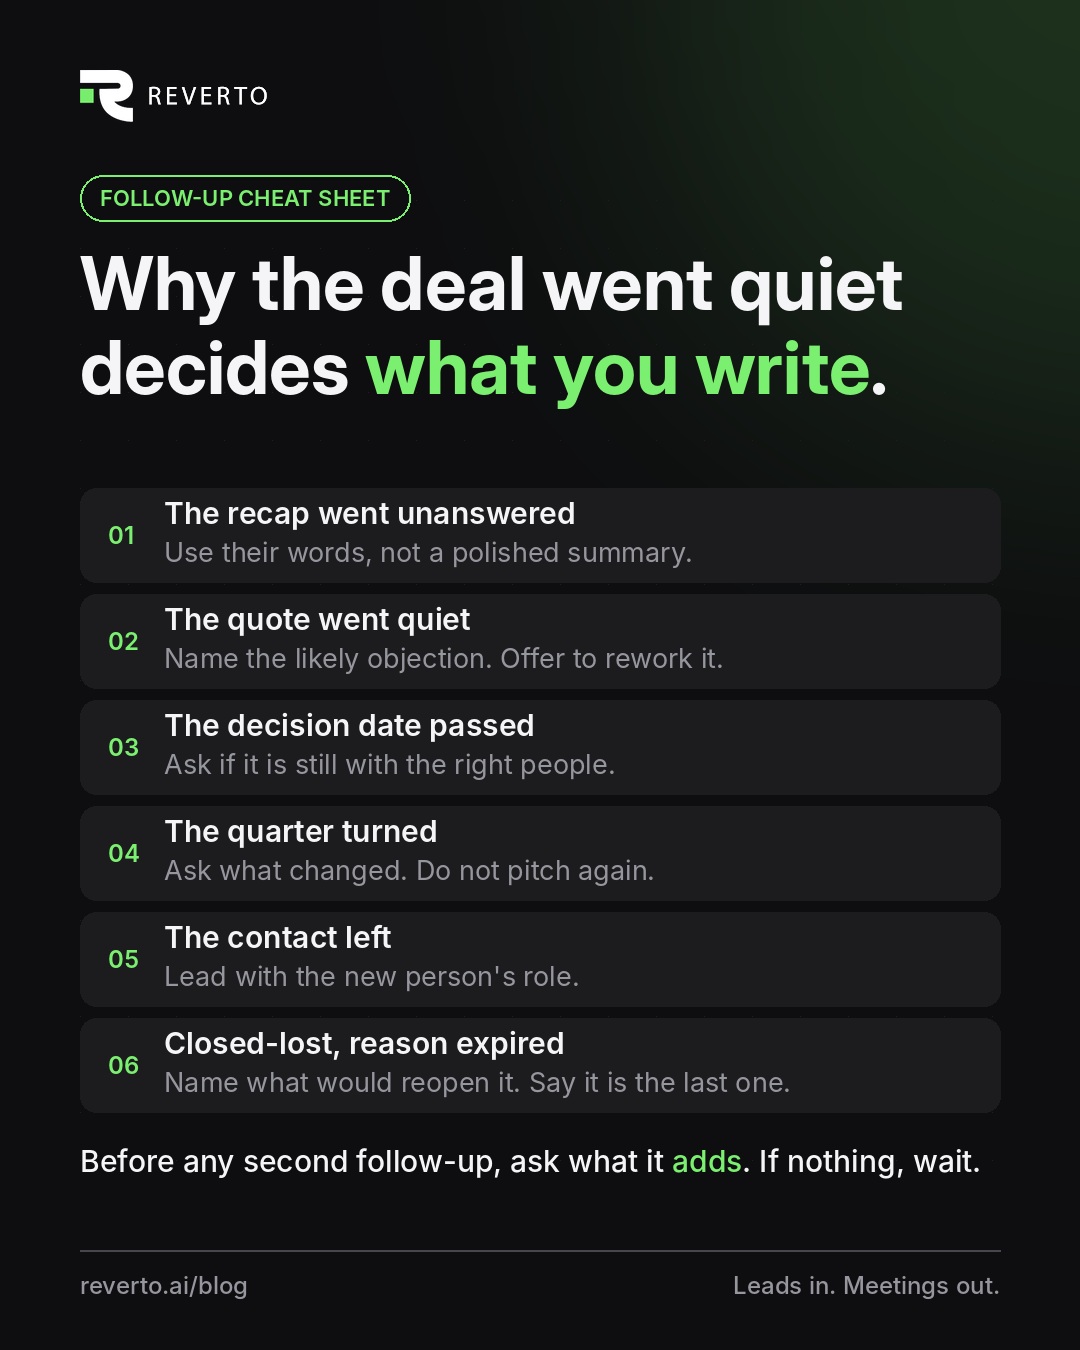 REVERTO
FOLLOW-UP CHEAT SHEET
Why the deal went quiet
decides what you write.
01
The recap went unanswered
Use their words, not a polished summary.
02
The quote went quiet
Name the likely objection. Offer to rework it.
03
The decision date passed
Ask if it is still with the right people.
04
The quarter turned
Ask what changed. Do not pitch again.
05
The contact left
Lead with the new person's role.
06
Closed-lost, reason expired
Name what would reopen it. Say it is the last one.
Before any second follow-up, ask what it adds. If nothing, wait.
reverto.ai/blog
Leads in. Meetings out.